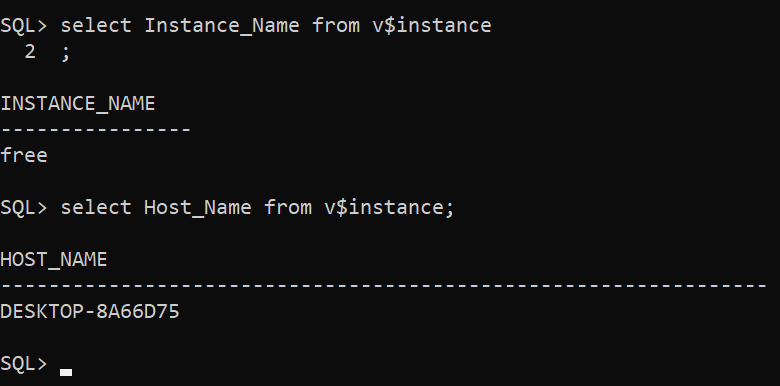 SQL> select Instance_Name from v$instance
  2  ;
INSTANCE_NAME
----------------
free
SQL> select Host_Name from v$instance;
HOST_NAME
----------------------------------------------------------------
DESKTOP-8A66D75
SQL>